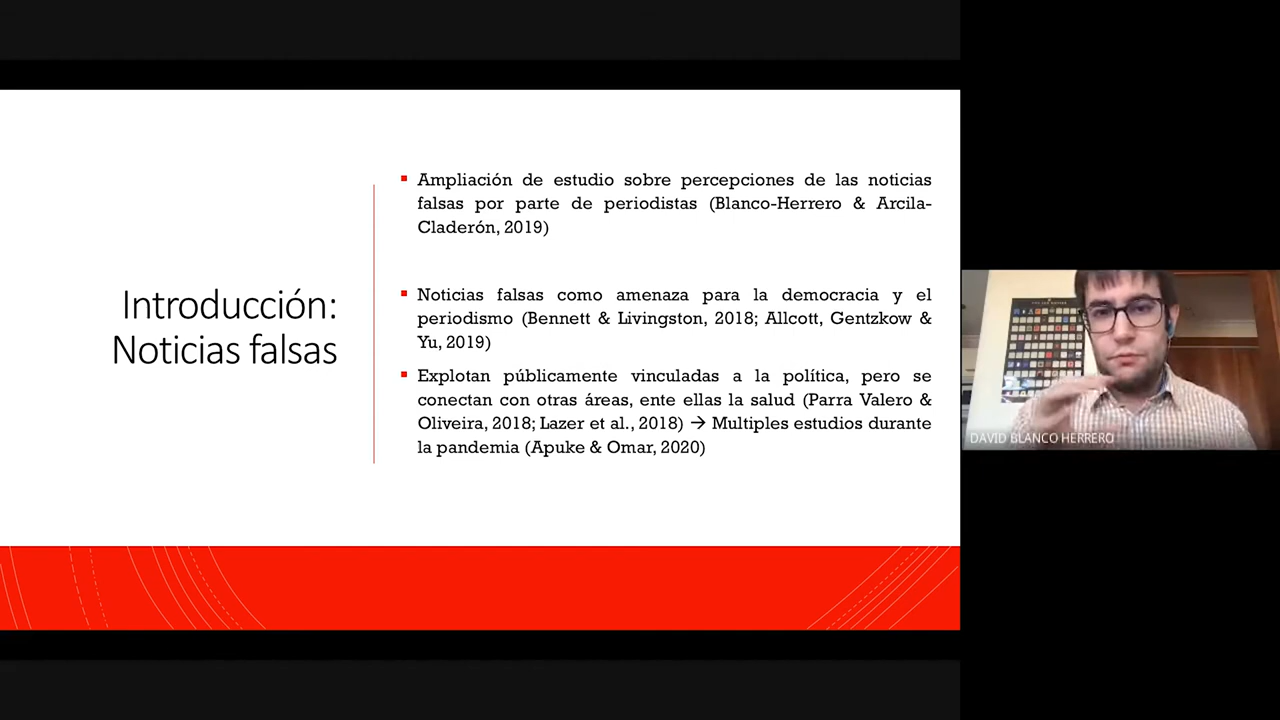 Introducción:
Noticias falsas
Ampliación de estudio sobre percepciones de las noticias
falsas por parte de periodistas (Blanco-Herrero & Arcila-
Claderón, 2019)
Noticias falsas como amenaza para la democracia y el
periodismo (Bennett & Livingston, 2018; Allcott, Gentzkow &
Yu, 2019)
Explotan públicamente vinculadas a la política, pero se
conectan con otras áreas, ente ellas la salud (Parra Valero &
Oliveira, 2018; Lazer et al., 2018) → Multiples estudios durante
la pandemia (Apuke & Omar, 2020)
DAVID BLANCO HERRERO